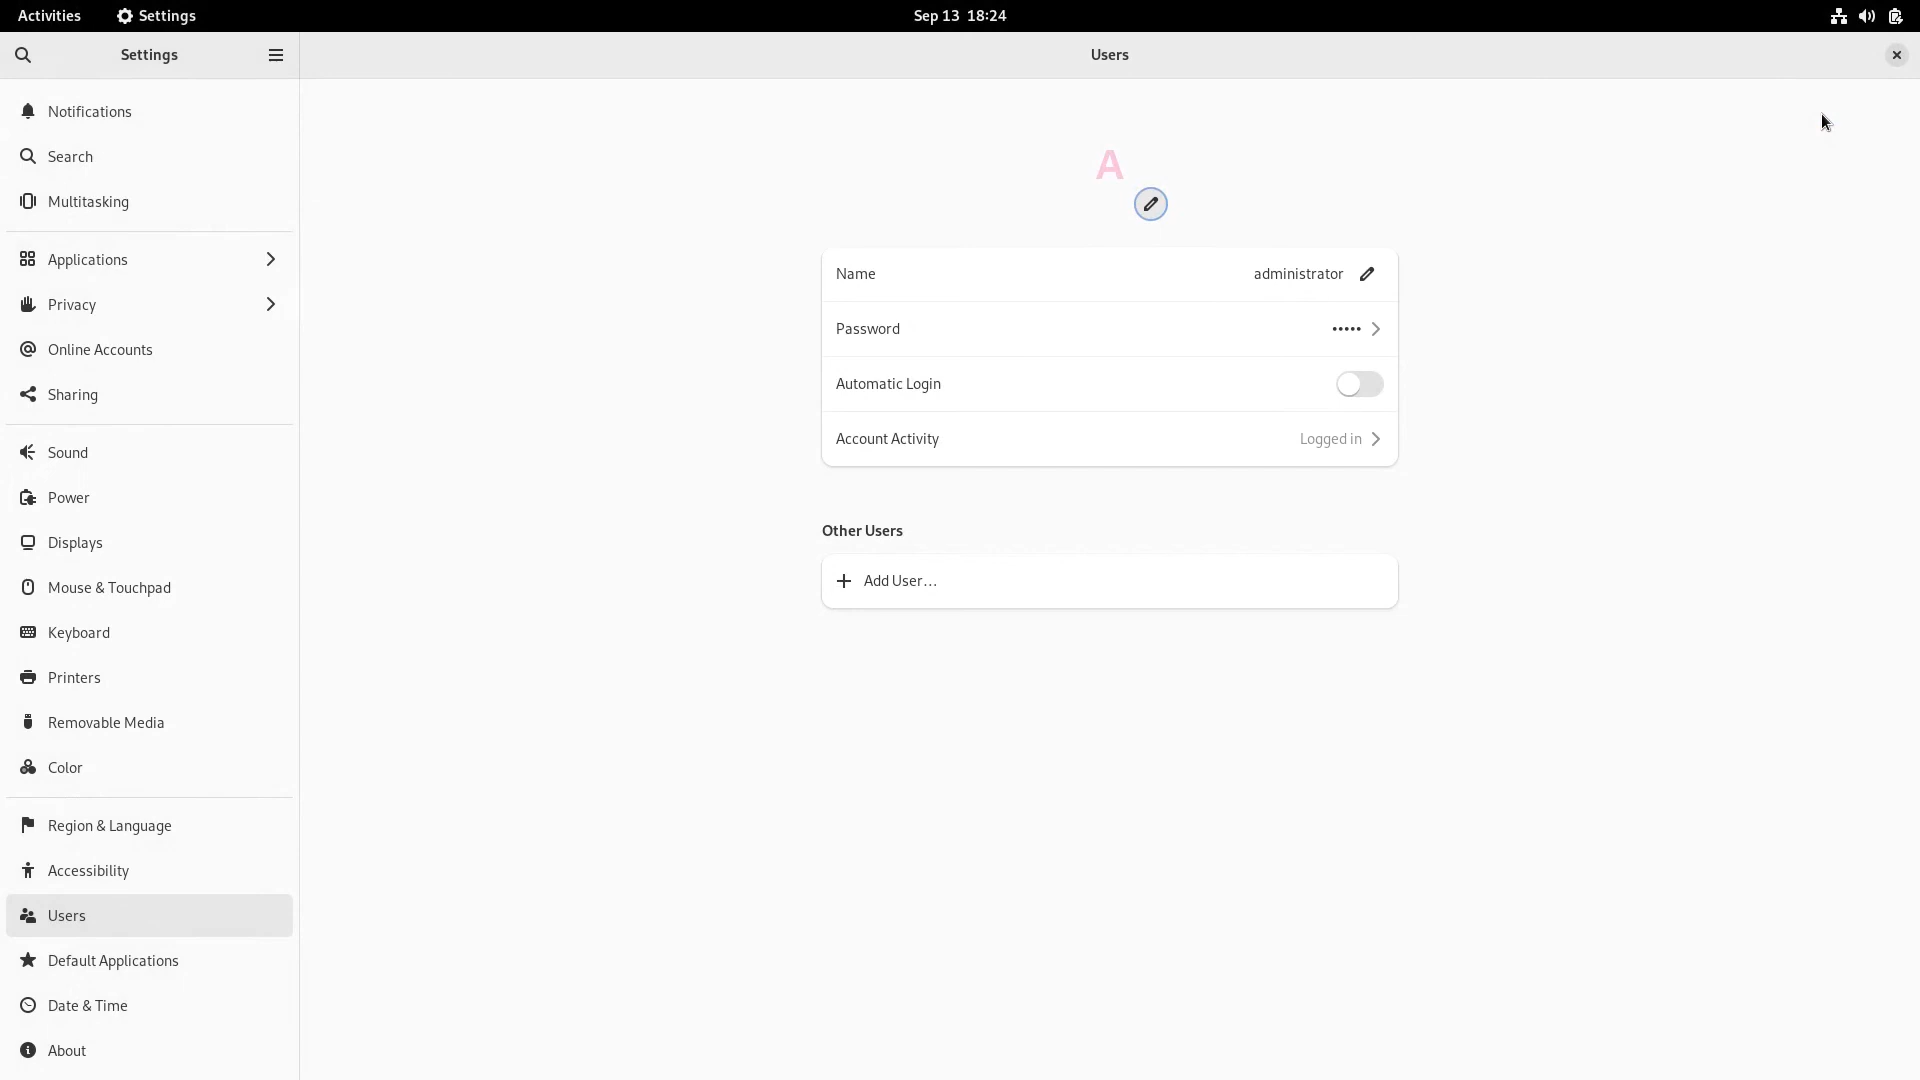 Activities
Settings
Sep 13 18:24
Settings
Users
Notifications
Search
Multitasking
Applications
Privacy
Online Accounts
Sharing
Sound
Power
Displays
Mouse & Touchpad
Keyboard
Printers
Removable Media
Color
Region & Language
Accessibility
Users
Default Applications
Date & Time
About
A
Name administrator
Password •••••
Automatic Login
Account Activity Logged in
Other Users
Add User…